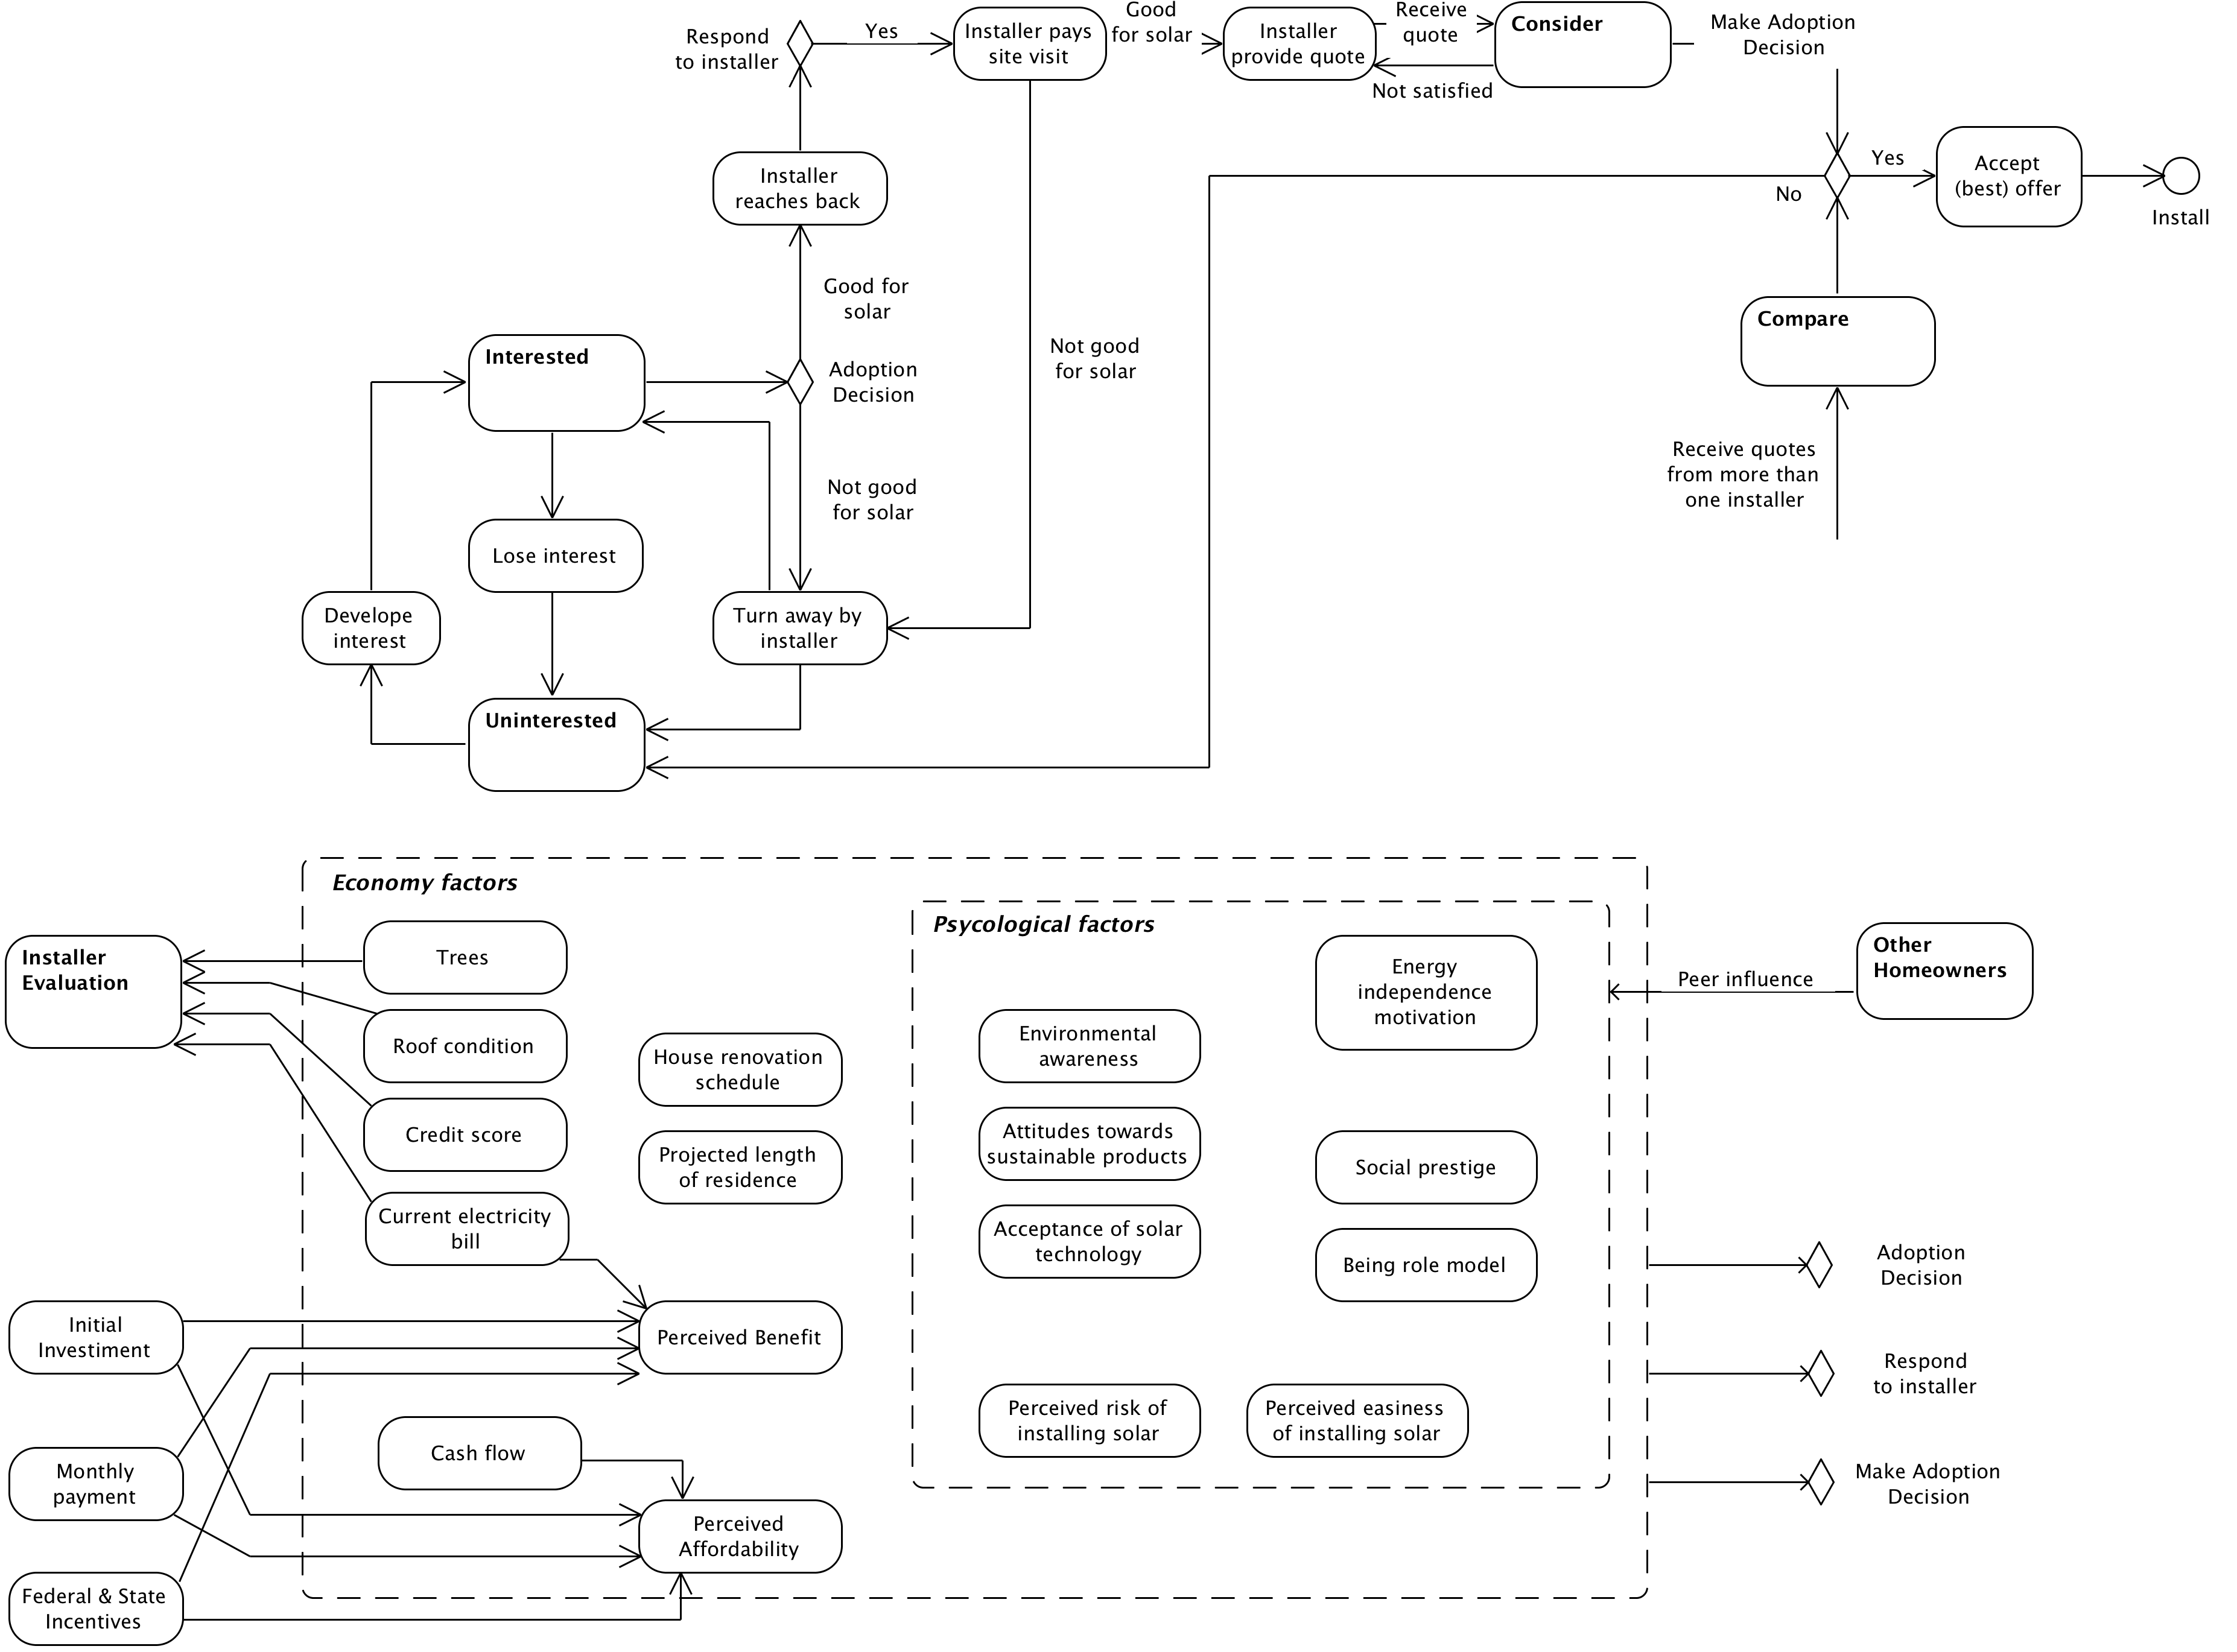 Respond
to installer
Yes
Installer pays
site visit
Good
for solar
Installer
provide quote
Receive
quote
Not satisfied
Consider
Make Adoption
Decision
Installer
reaches back
No
Yes
Accept
(best) offer
Install
Good for
solar
Compare
Not good
for solar
Interested
Adoption
Decision
Receive quotes
from more than
one installer
Not good
for solar
Lose interest
Develope
interest
Turn away by
installer
Uninterested
Economy factors
Psycological factors
Installer
Evaluation
Trees
Roof condition
Credit score
Current electricity
bill
House renovation
schedule
Projected length
of residence
Energy
independence
motivation
Environmental
awareness
Attitudes towards
sustainable products
Acceptance of solar
technology
Social prestige
Being role model
Peer influence
Other
Homeowners
Initial
Investiment
Perceived Benefit
Perceived risk of
installing solar
Perceived easiness
of installing solar
Adoption
Decision
Respond
to installer
Make Adoption
Decision
Monthly
payment
Cash flow
Perceived
Affordability
Federal & State
Incentives